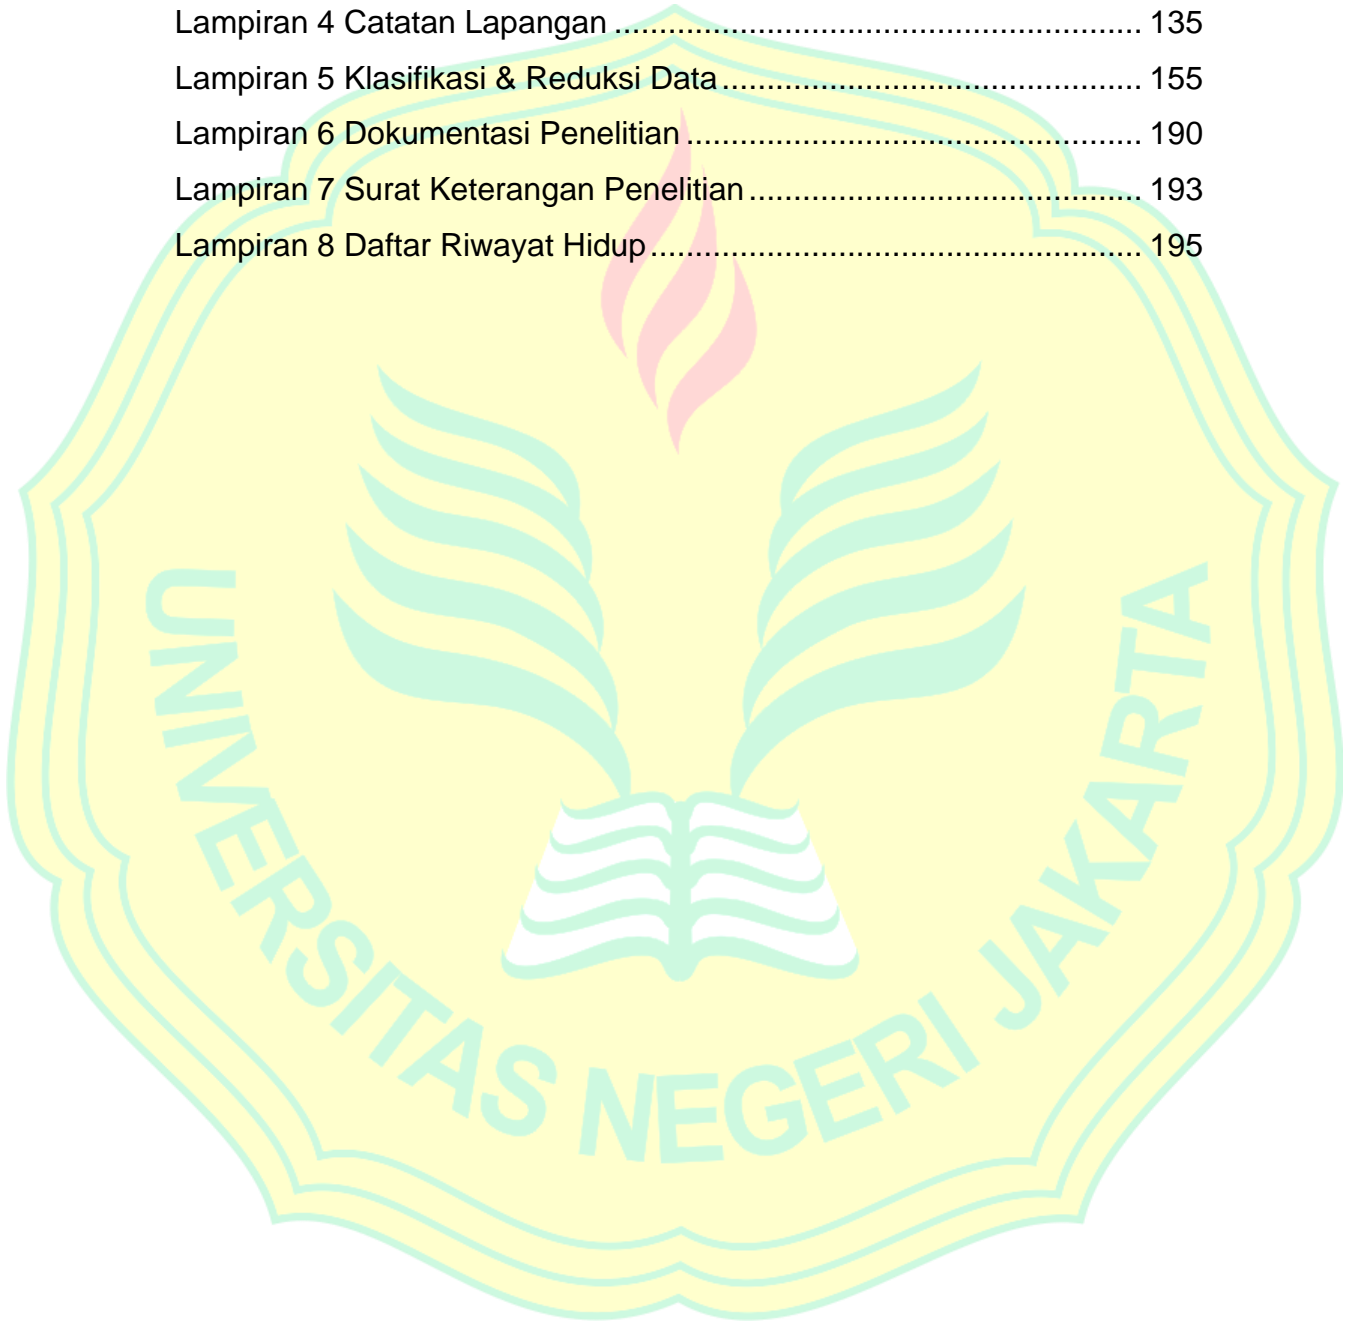 Lampiran 4 Catatan Lapangan ........................................................... 135
Lampiran 5 Klasifikasi & Reduksi Data ............................................... 155
Lampiran 6 Dokumentasi Penelitian ................................................... 190
Lampiran 7 Surat Keterangan Penelitian ............................................ 193
Lampiran 8 Daftar Riwayat Hidup ....................................................... 195
UNIVERSITAS NEGERI JAKARTA